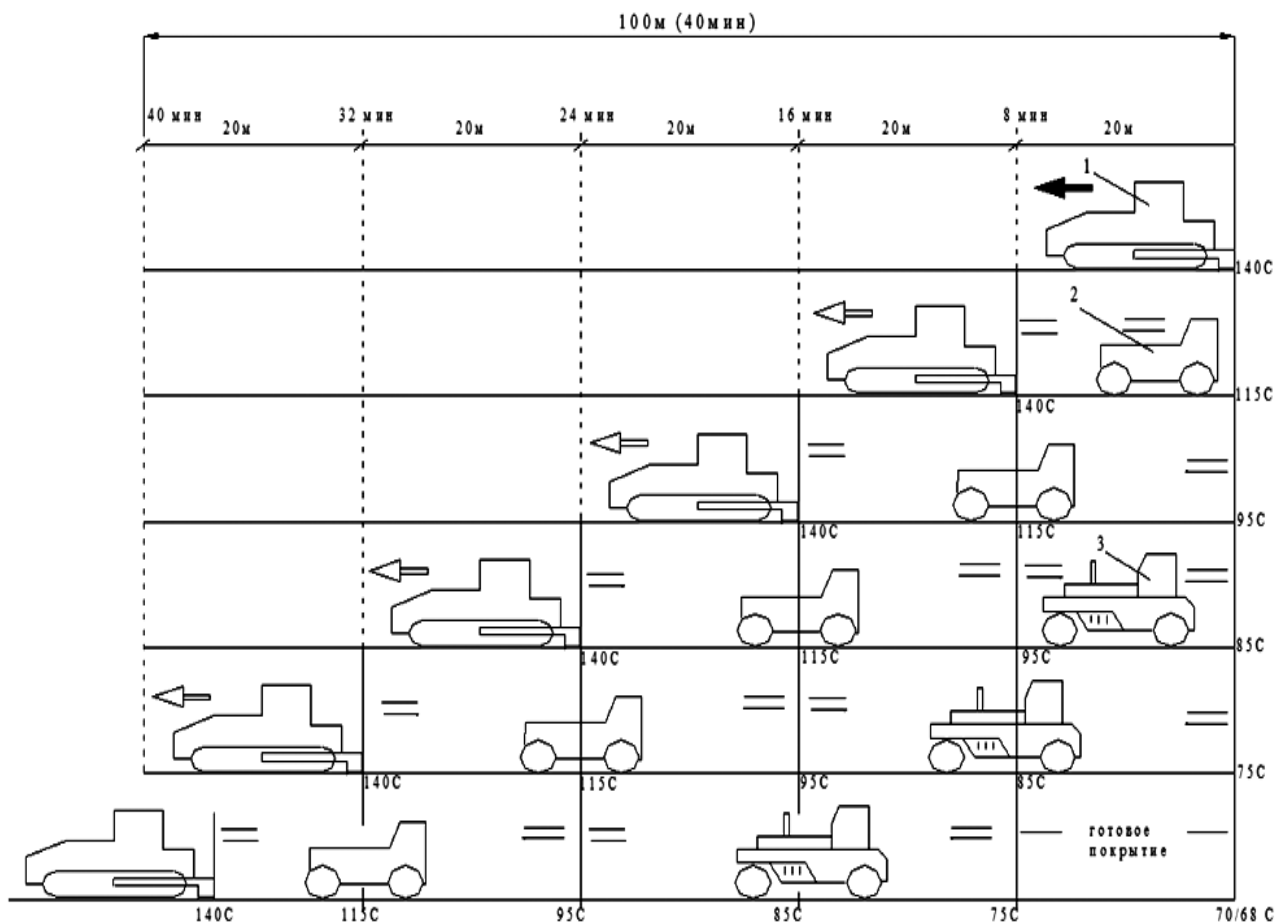 100м (40мин)
40 мин 32 мин 24 мин 16 мин 8 мин
20м 20м 20м 20м 20м
1
140С
2
115С
140С
95С
140С 115С
3
85С
140С 115С 95С
75С
140С 115С 95С 85С
готовое
покрытие
140С 115С 95С 85С 75С 70/68 С